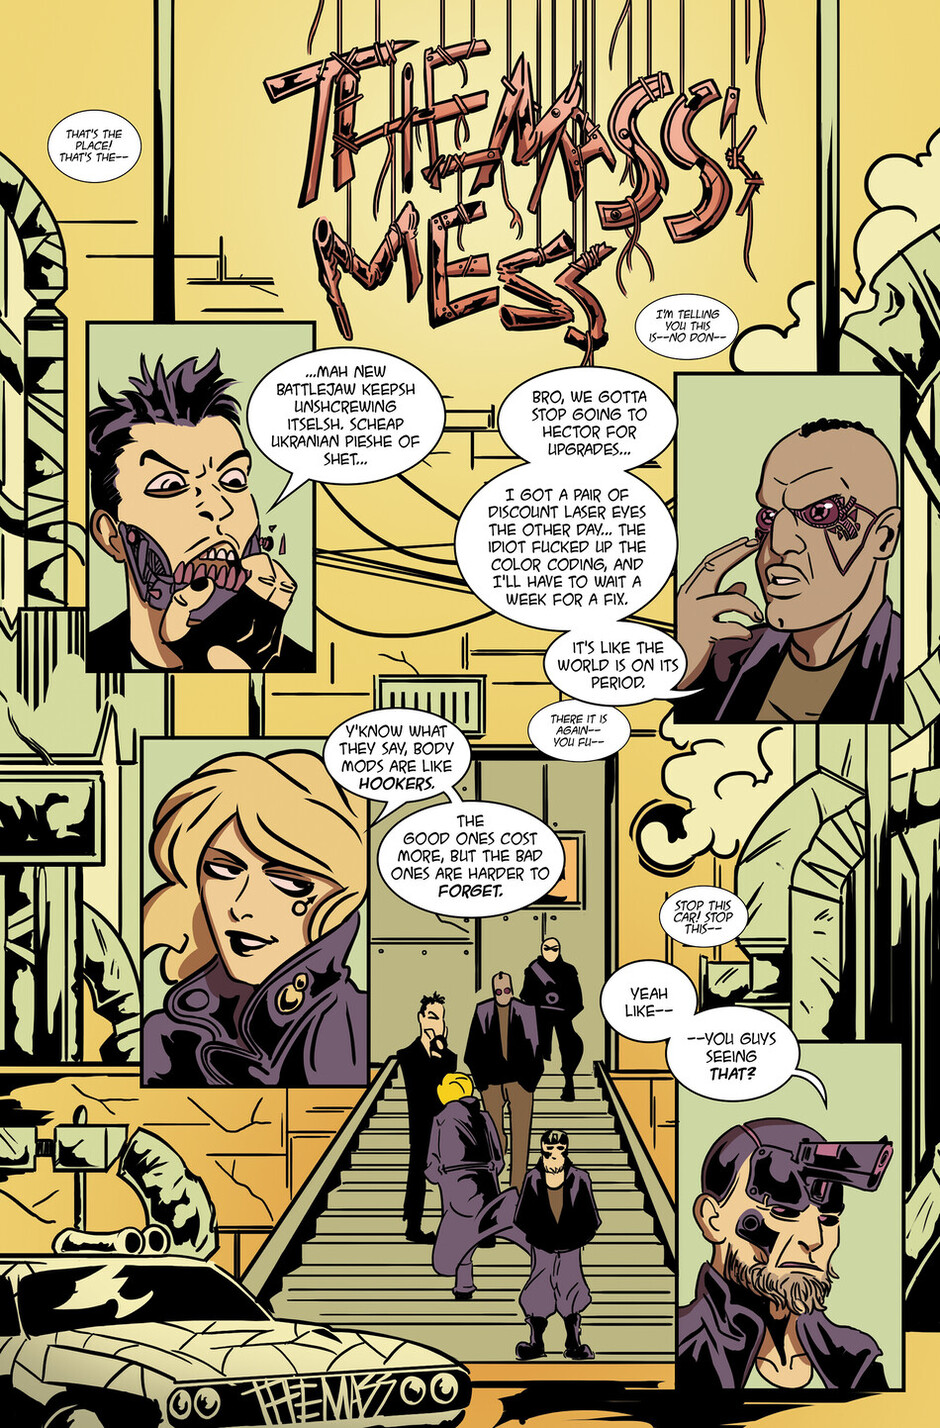 THE MASS'
MESS
THAT'S THE
PLACE!
THAT'S THE--
I'M TELLING
YOU THIS
IS--NO DON--
...MAH NEW
BATTLEJAW KEEPSH
UNSHCREWING
ITSELSH. SCHEAP
UKRANIAN PIESHE OF
SHET...
BRO, WE GOTTA
STOP GOING TO
HECTOR FOR
UPGRADES...
I GOT A PAIR OF
DISCOUNT LASER EYES
THE OTHER DAY... THE
IDIOT FUCKED UP THE
COLOR CODING, AND
I'LL HAVE TO WAIT A
WEEK FOR A FIX.
IT'S LIKE THE
WORLD IS ON ITS
PERIOD.
THERE IT IS
AGAIN--
YOU FU--
Y'KNOW WHAT
THEY SAY, BODY
MODS ARE LIKE
HOOKERS.
THE
GOOD ONES COST
MORE, BUT THE BAD
ONES ARE HARDER TO
FORGET.
STOP THIS
CAR! STOP
THIS--
YEAH
LIKE--
--YOU GUYS
SEEING
THAT?
THE MASS